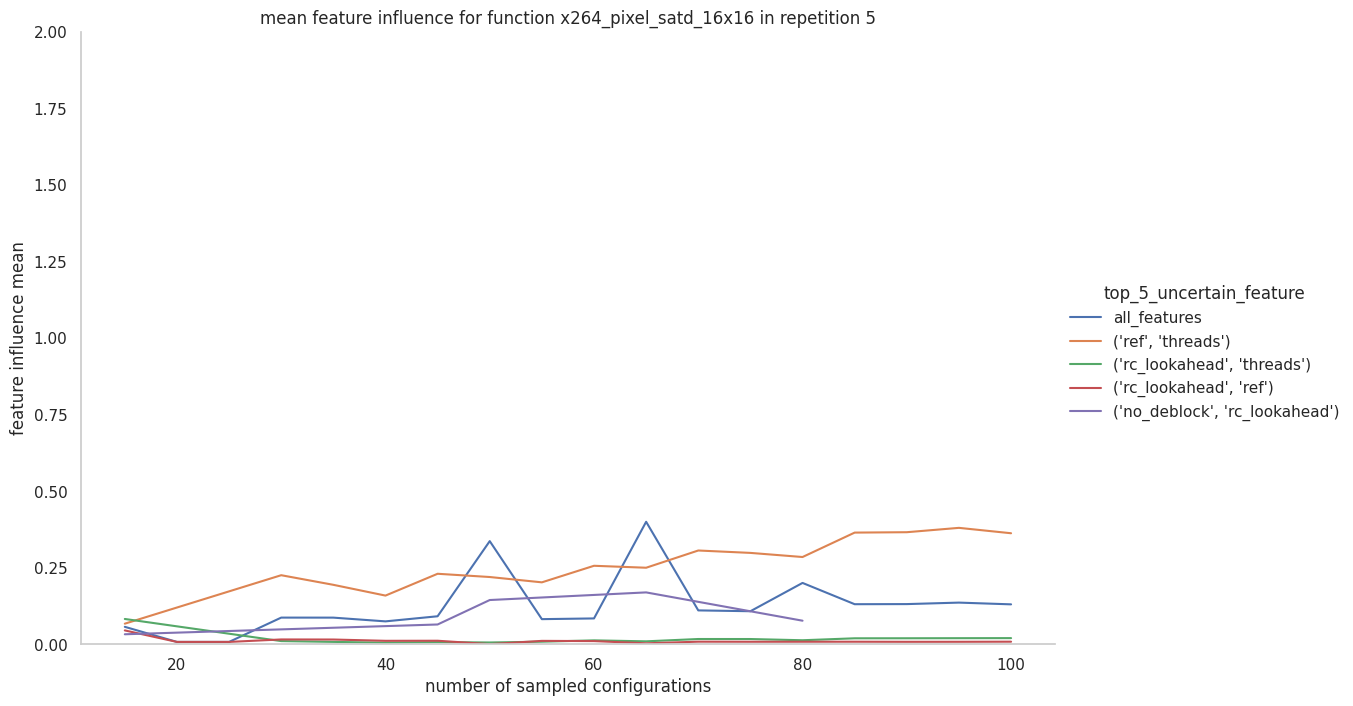 mean feature influence for function x264_pixel_satd_16x16 in repetition 5
2.00
1.75
1.50
1.25
1.00
0.75
0.50
0.25
0.00
feature influence mean
20
40
60
80
100
number of sampled configurations
top_5_uncertain_feature
all_features
('ref', 'threads')
('rc_lookahead', 'threads')
('rc_lookahead', 'ref')
('no_deblock', 'rc_lookahead')